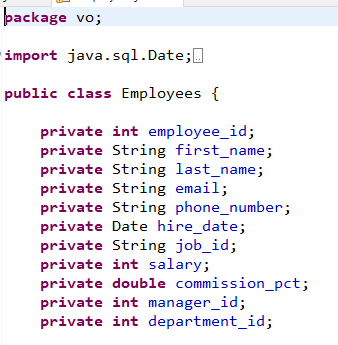 package vo;
import java.sql.Date;
public class Employees {
private int employee_id;
private String first_name;
private String last_name;
private String email;
private String phone_number;
private Date hire_date;
private String job_id;
private int salary;
private double commission_pct;
private int manager_id;
private int department_id;